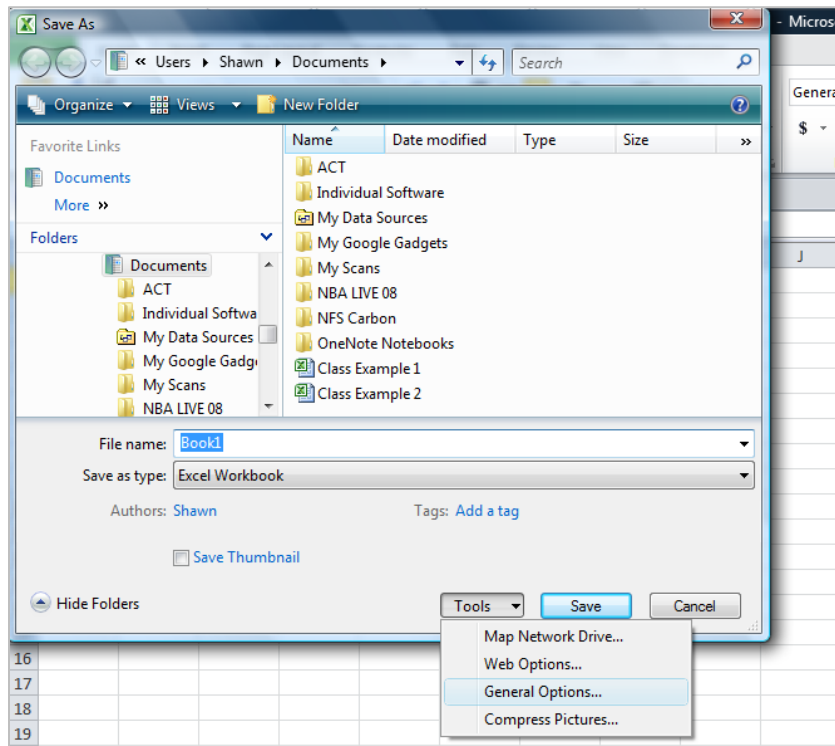 Save As
- Micros
« Users Shawn Documents
Search
Organize Views New Folder
Genera
$
Favorite Links
Documents
More »
Folders
Documents
ACT
Individual Softwa
My Data Sources
My Google Gadg
My Scans
NBA LIVE 08
Name Date modified Type Size »
ACT
Individual Software
My Data Sources
My Google Gadgets
My Scans
NBA LIVE 08
NFS Carbon
OneNote Notebooks
Class Example 1
Class Example 2
J
File name: Book1
Save as type: Excel Workbook
Authors: Shawn Tags: Add a tag
Save Thumbnail
Hide Folders
Tools Save Cancel
Map Network Drive...
Web Options...
General Options...
Compress Pictures...
16
17
18
19